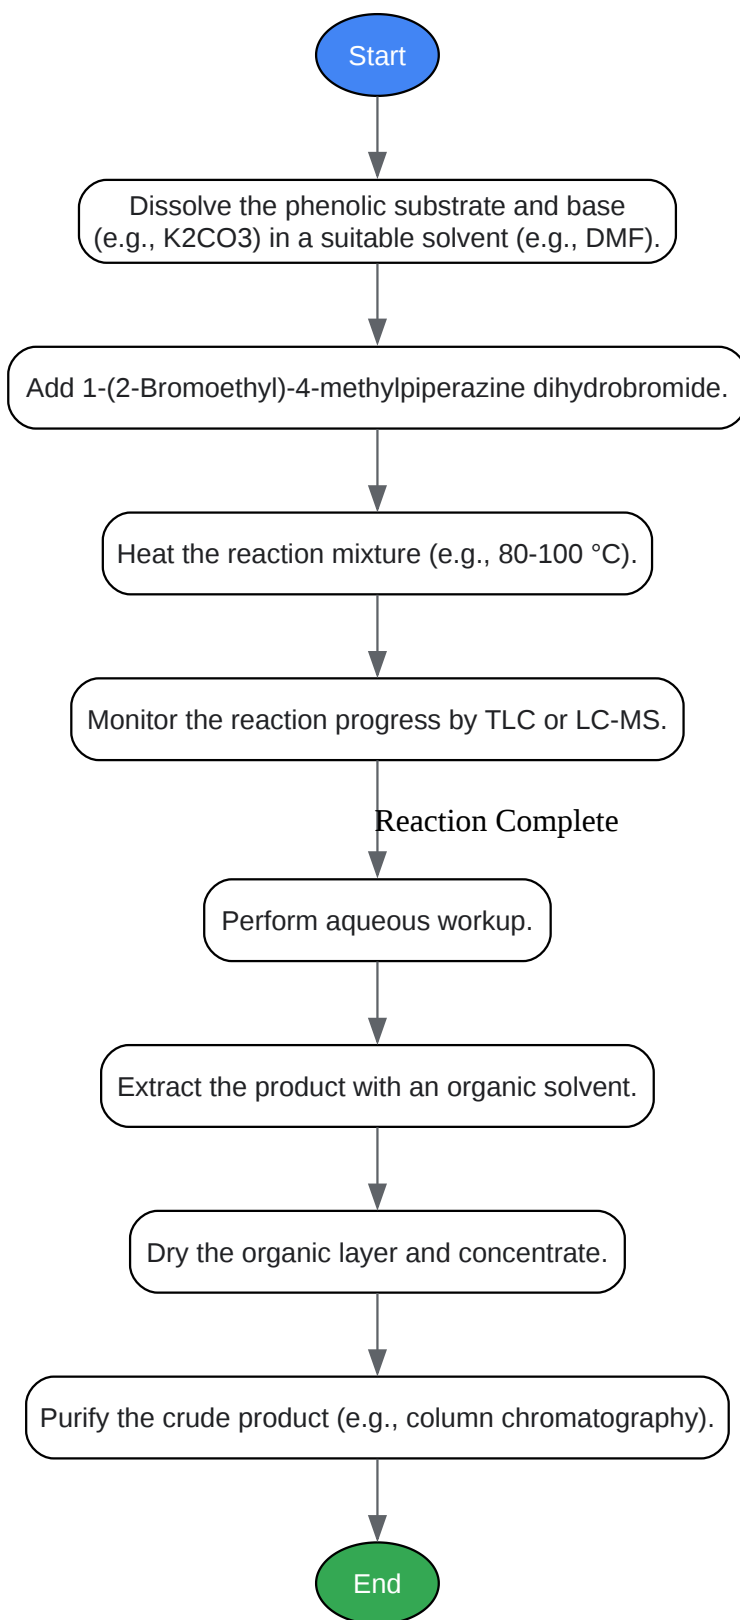 Start
Dissolve the phenolic substrate and base
(e.g., K2CO3) in a suitable solvent (e.g., DMF).
Add 1-(2-Bromoethyl)-4-methylpiperazine dihydrobromide.
Heat the reaction mixture (e.g., 80-100 °C).
Monitor the reaction progress by TLC or LC-MS.
Reaction Complete
Perform aqueous workup.
Extract the product with an organic solvent.
Dry the organic layer and concentrate.
Purify the crude product (e.g., column chromatography).
End